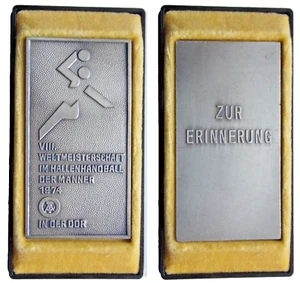 VIII.
WELTMEISTERSCHAFT
IM HALLENHANDBALL
DER MÄNNER
1974
IN DER DDR
ZUR
ERINNERUNG